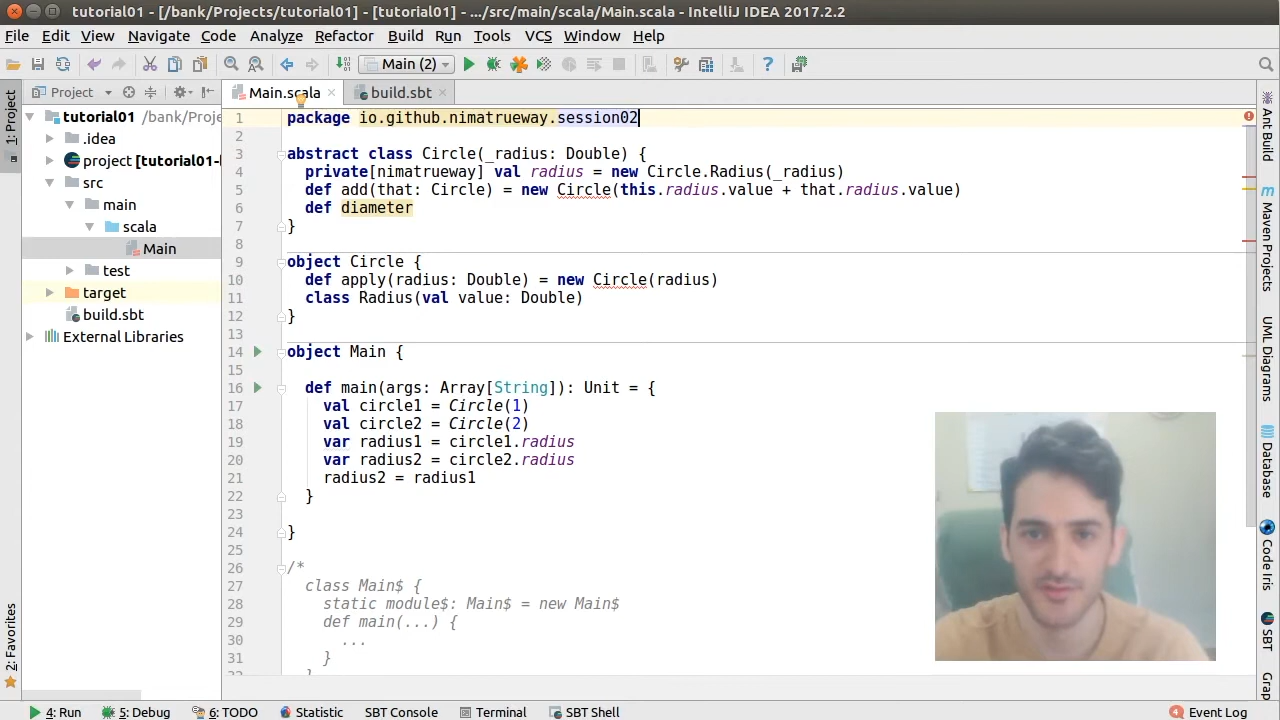 tutorial01 - [/bank/Projects/tutorial01] - [tutorial01] - .../src/main/scala/Main.scala - IntelliJ IDEA 2017.2.2
File Edit View Navigate Code Analyze Refactor Build Run Tools VCS Window Help
Main (2)
Project
Main.scala
build.sbt
1: Project
2: Favorites
tutorial01 /bank/Proje
.idea
project [tutorial01-
src
main
scala
Main
test
target
build.sbt
External Libraries
1 package io.github.nimatrueway.session02
2
3 abstract class Circle(_radius: Double) {
4 private[nimatrueway] val radius = new Circle.Radius(_radius)
5 def add(that: Circle) = new Circle(this.radius.value + that.radius.value)
6 def diameter
7 }
8
9 object Circle {
10 def apply(radius: Double) = new Circle(radius)
11 class Radius(val value: Double)
12 }
13
14 object Main {
15
16 def main(args: Array[String]): Unit = {
17 val circle1 = Circle(1)
18 val circle2 = Circle(2)
19 var radius1 = circle1.radius
20 var radius2 = circle2.radius
21 radius2 = radius1
22 }
23
24 }
25
26 /*
27 class Main$ {
28 static module$: Main$ = new Main$
29 def main(...) {
30 ...
31 }
32 }
Ant Build
m Maven Projects
UML Diagrams
Database
Code Iris
SBT
Grap
4: Run 5: Debug 6: TODO Statistic SBT Console Terminal SBT Shell 4 Event Log